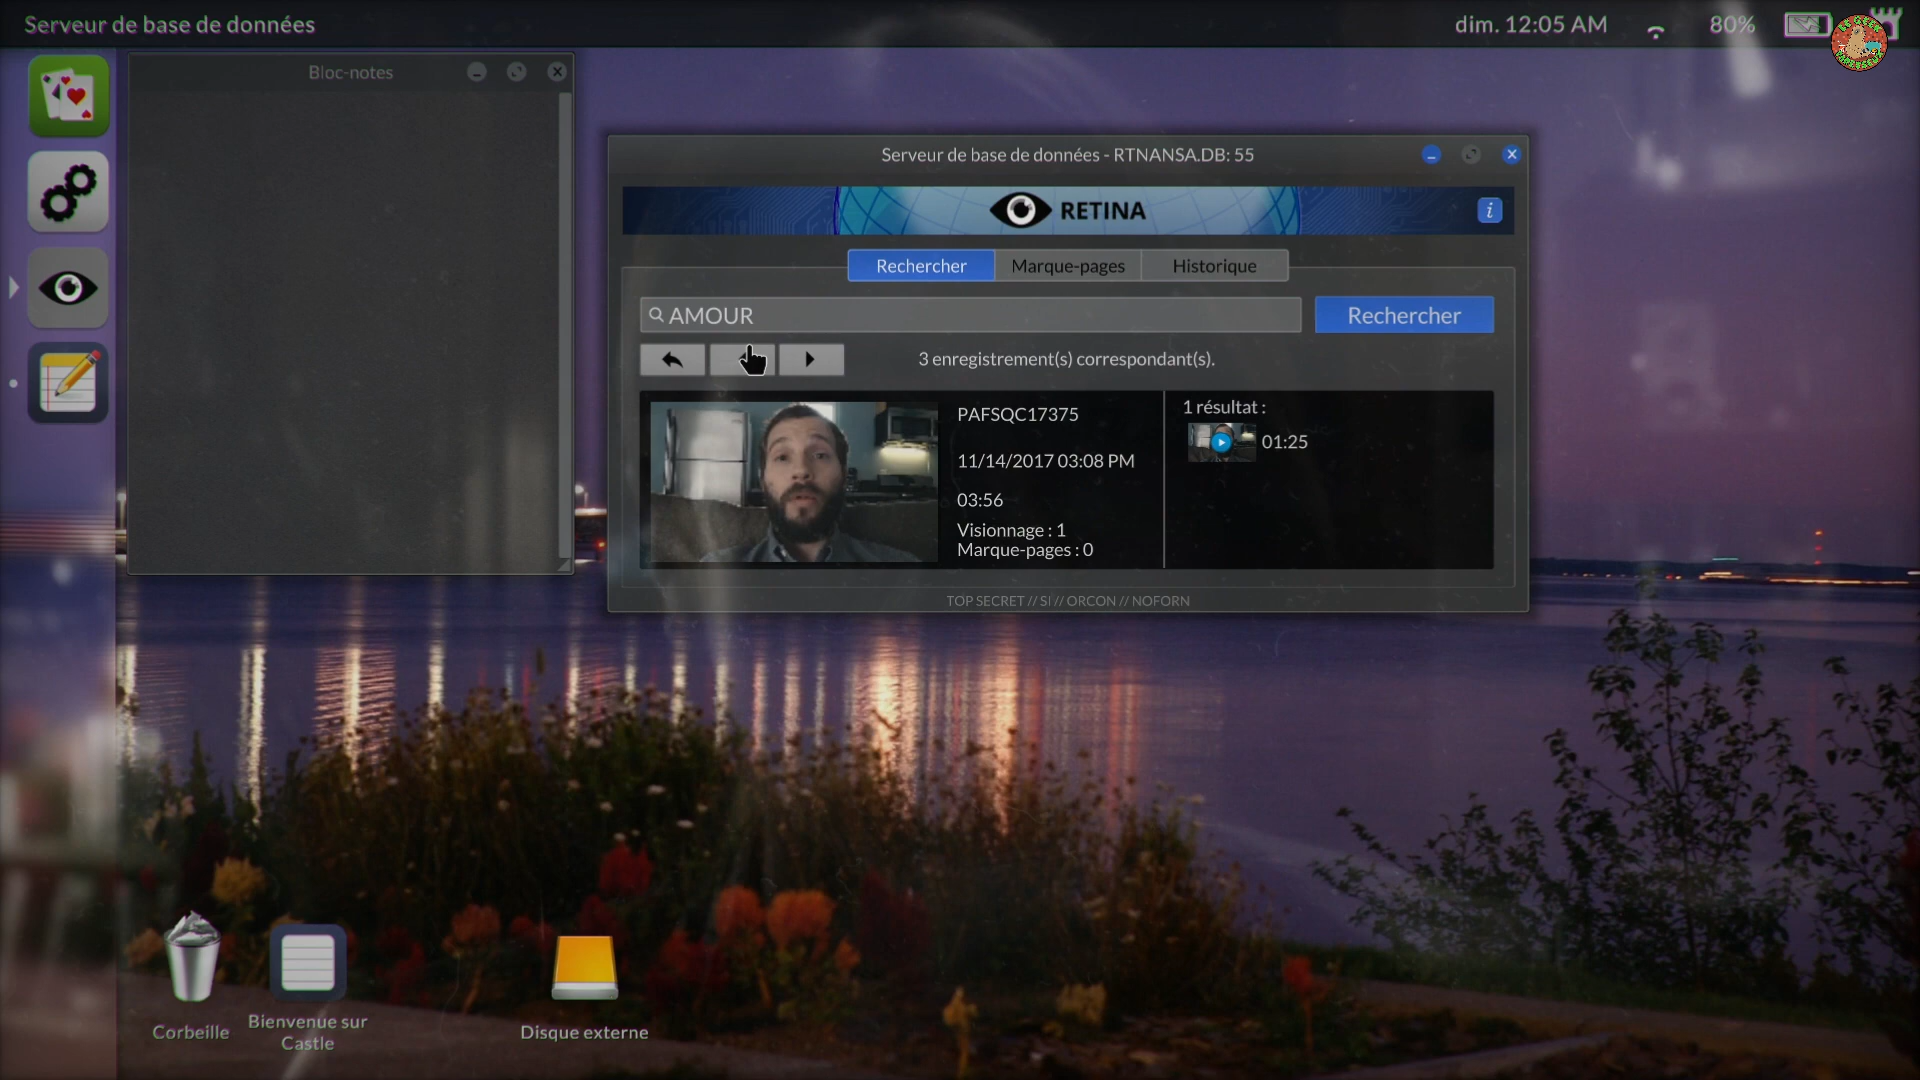 Serveur de base de données
dim. 12:05 AM
80%
Bloc-notes
Serveur de base de données - RTNANSA.DB: 55
RETINA
i
Rechercher
Marque-pages
Historique
AMOUR
Rechercher
3 enregistrement(s) correspondant(s).
PAFSQC17375
11/14/2017 03:08 PM
03:56
Visionnage : 1
Marque-pages : 0
1 résultat :
01:25
TOP SECRET // SI // ORCON // NOFORN
Corbeille
Bienvenue sur
Castle
Disque externe